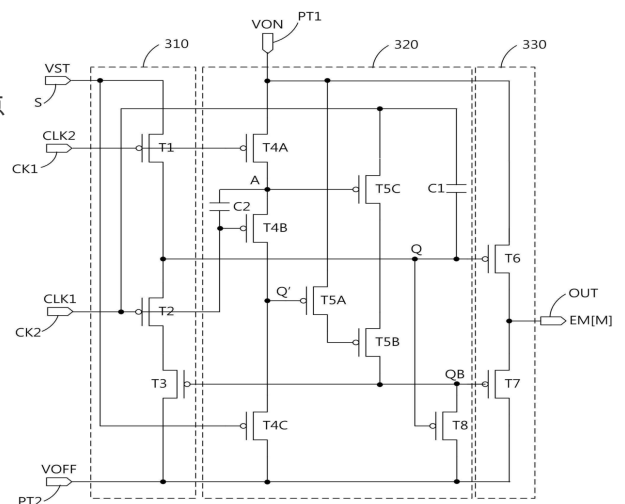 PT1
VON
310
320
330
VST
S
CLK2
CK1
T1
T4A
A
T5C
C1
C2
T4B
Q
T6
Q'
T5A
OUT
EM[M]
CLK1
CK2
T2
T5B
T3
QB
T7
T4C
T8
VOFF
PT2